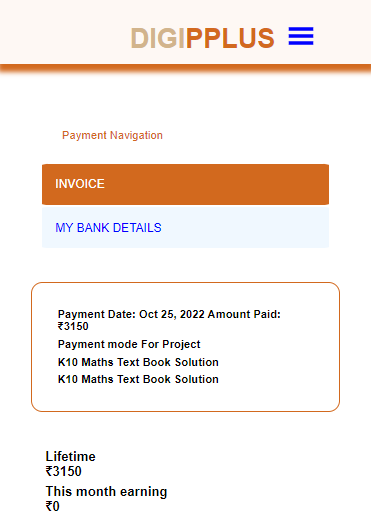 DIGIPPLUS
Payment Navigation
INVOICE
MY BANK DETAILS
Payment Date: Oct 25, 2022 Amount Paid:
₹3150
Payment mode For Project
K10 Maths Text Book Solution
K10 Maths Text Book Solution
Lifetime
₹3150
This month earning
₹0